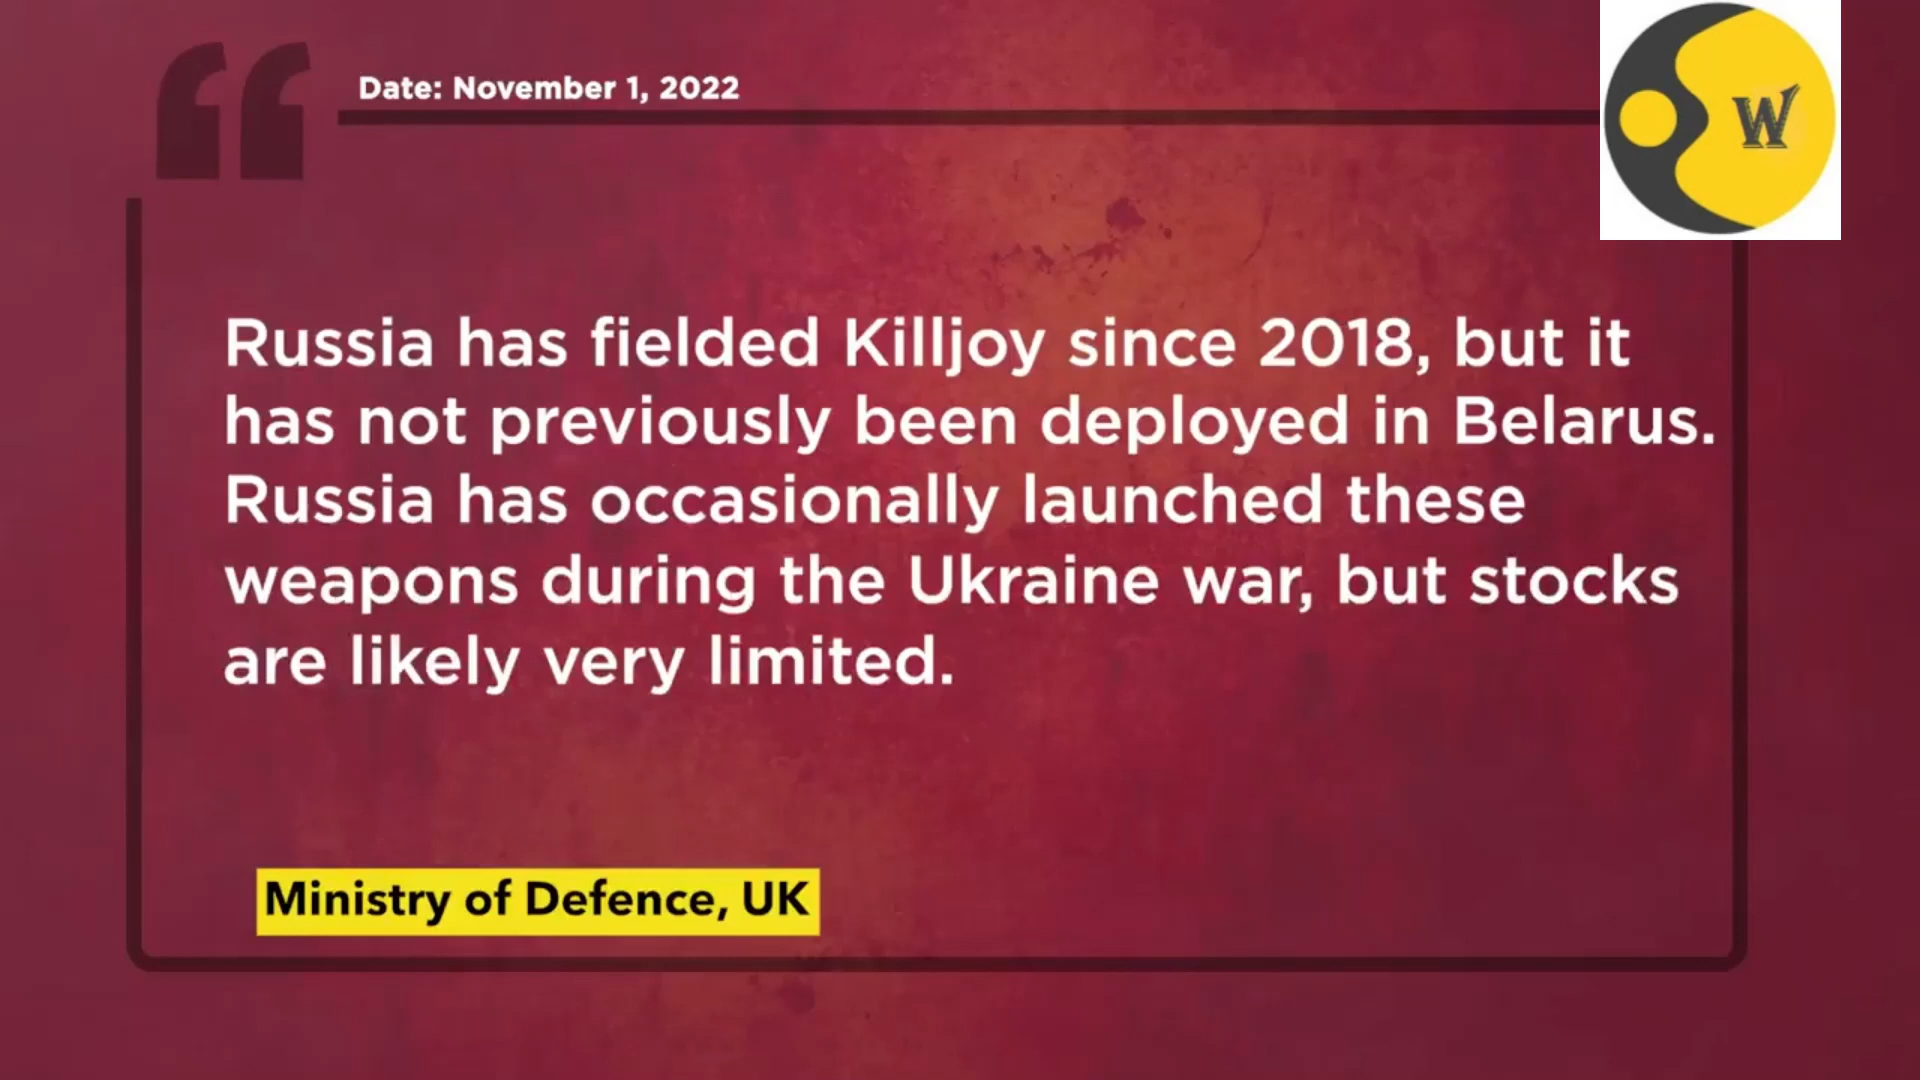 Date: November 1, 2022
W
Russia has fielded Killjoy since 2018, but it
has not previously been deployed in Belarus.
Russia has occasionally launched these
weapons during the Ukraine war, but stocks
are likely very limited.
Ministry of Defence, UK